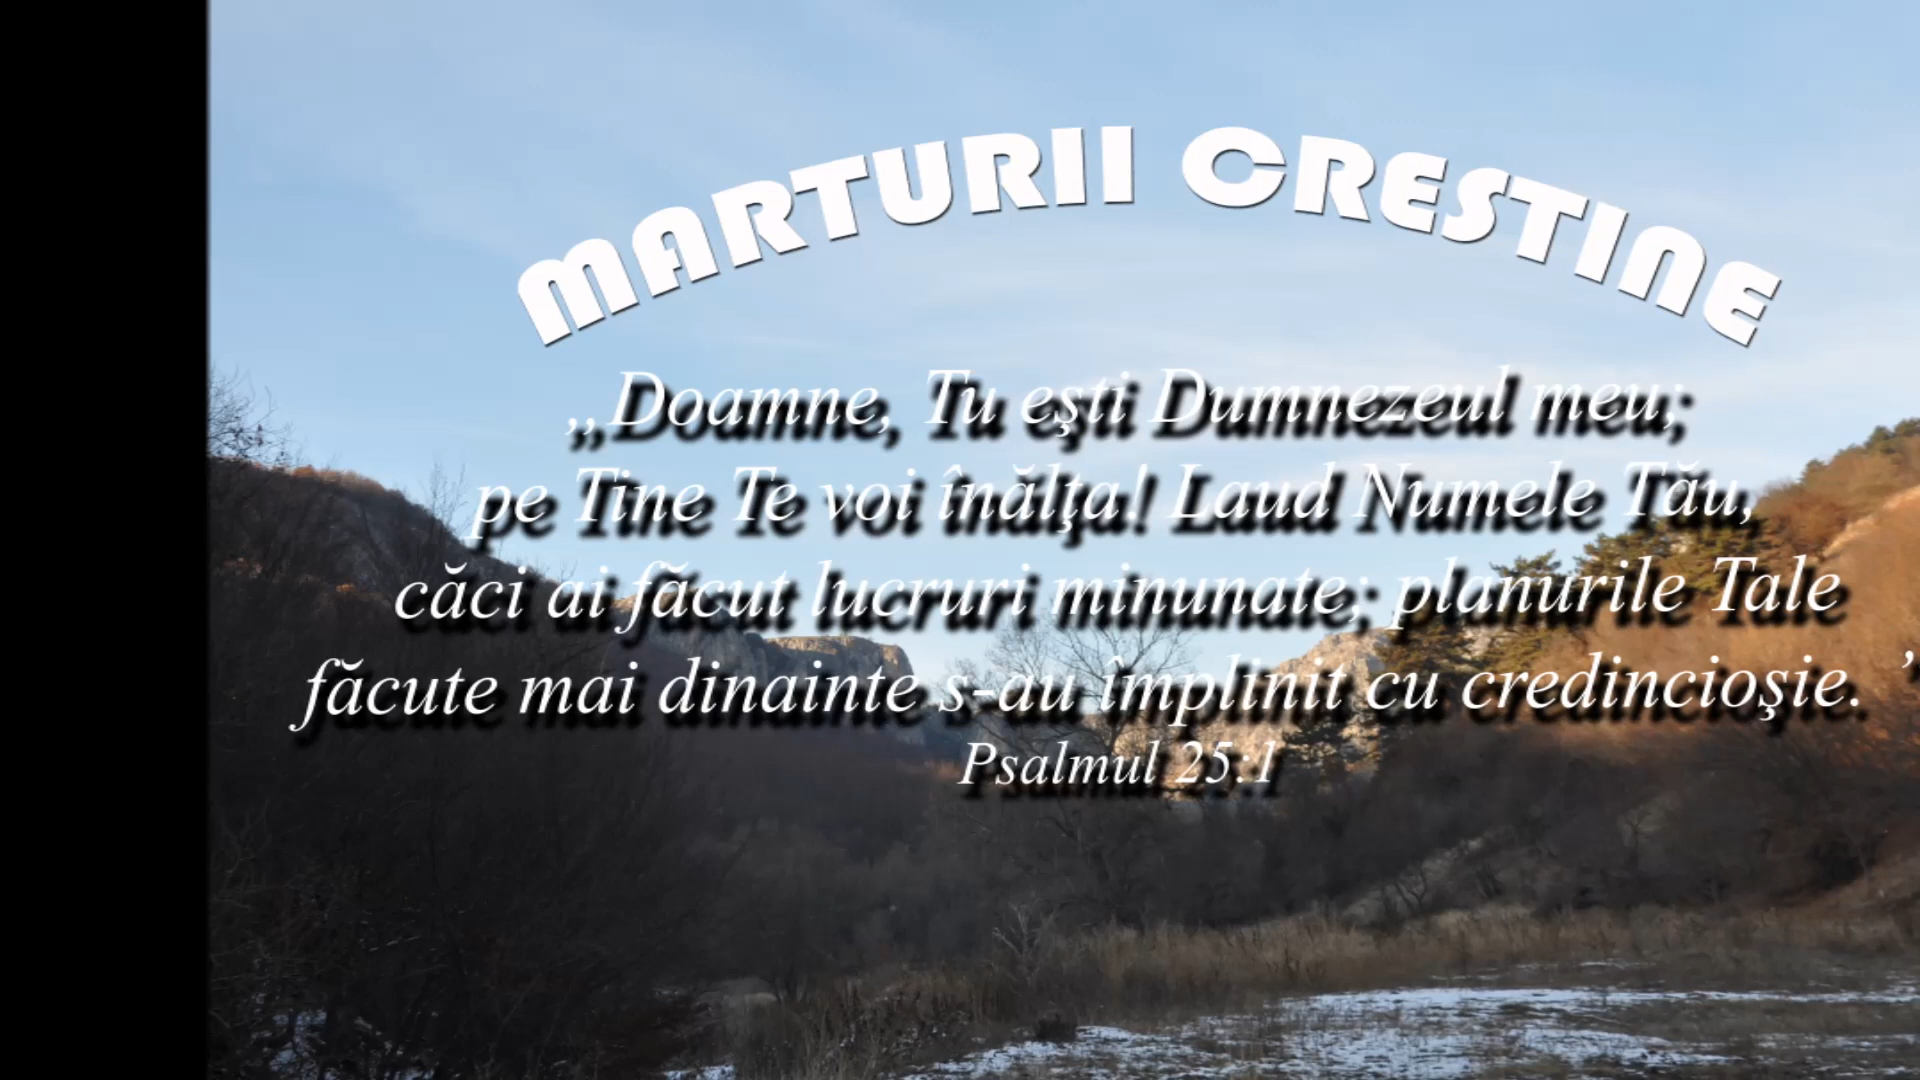 MARTURII CRESTINE
„Doamne, Tu eşti Dumnezeul meu;
pe Tine Te voi înălţa! Laud Numele Tău,
căci ai făcut lucruri minunate; planurile Tale
făcute mai dinainte s-au împlinit cu credincioşie. ”
Psalmul 25:1